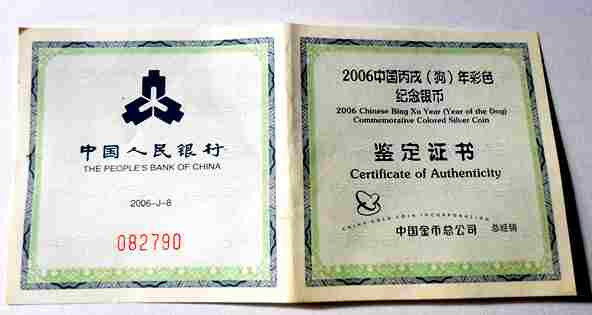 中国人民银行
THE PEOPLE'S BANK OF CHINA
2006-J-8
082790
2006中国丙戌（狗）年彩色
纪念银币
2006 Chinese Bing Xu Year (Year of the Dog)
Commemorative Colored Silver Coin
鉴定证书
Certificate of Authenticity
CHINA GOLD COIN INCORPORATION
中国金币总公司 总经销